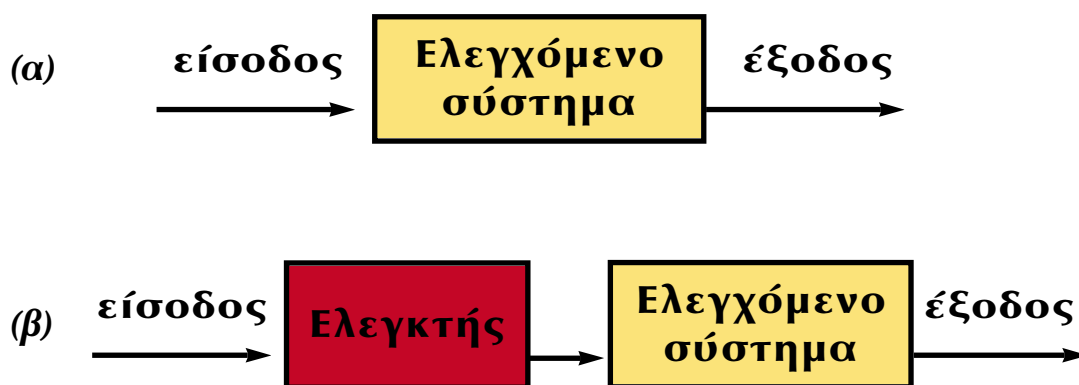 (α)
είσοδος
Ελεγχόμενο
σύστημα
έξοδος
(β)
είσοδος
Ελεγκτής
Ελεγχόμενο
σύστημα
έξοδος